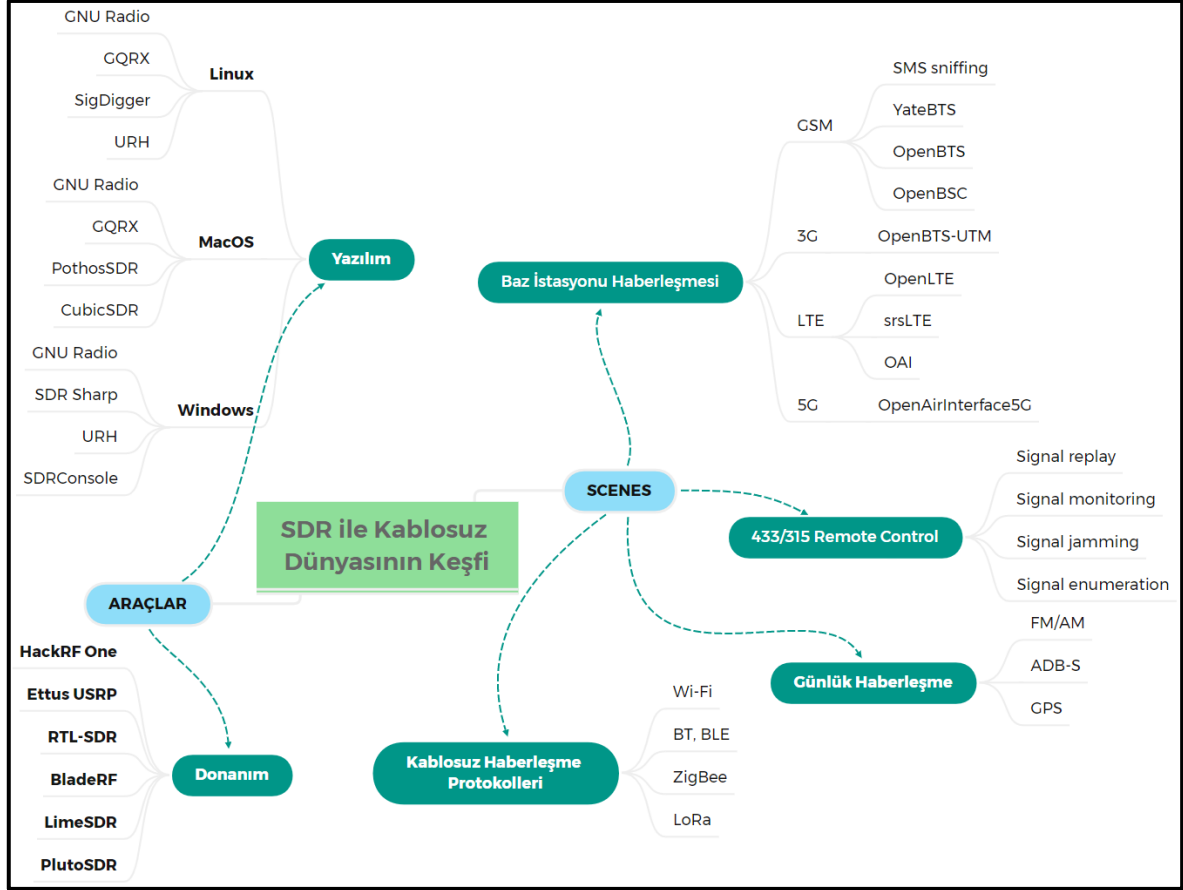 GNU Radio
GQRX
SigDigger
URH
Linux
GNU Radio
GQRX
PothosSDR
CubicSDR
MacOS
GNU Radio
SDR Sharp
URH
SDRConsole
Windows
Yazılım
SDR ile Kablosuz
Dünyasının Keşfi
ARAÇLAR
HackRF One
Ettus USRP
RTL-SDR
BladeRF
LimeSDR
PlutoSDR
Donanım
SCENES
Baz İstasyonu Haberleşmesi
GSM
SMS sniffing
YateBTS
OpenBTS
OpenBSC
3G
OpenBTS-UTM
LTE
OpenLTE
srsLTE
OAI
5G
OpenAirInterface5G
433/315 Remote Control
Signal replay
Signal monitoring
Signal jamming
Signal enumeration
Günlük Haberleşme
FM/AM
ADB-S
GPS
Kablosuz Haberleşme
Protokolleri
Wi-Fi
BT, BLE
ZigBee
LoRa